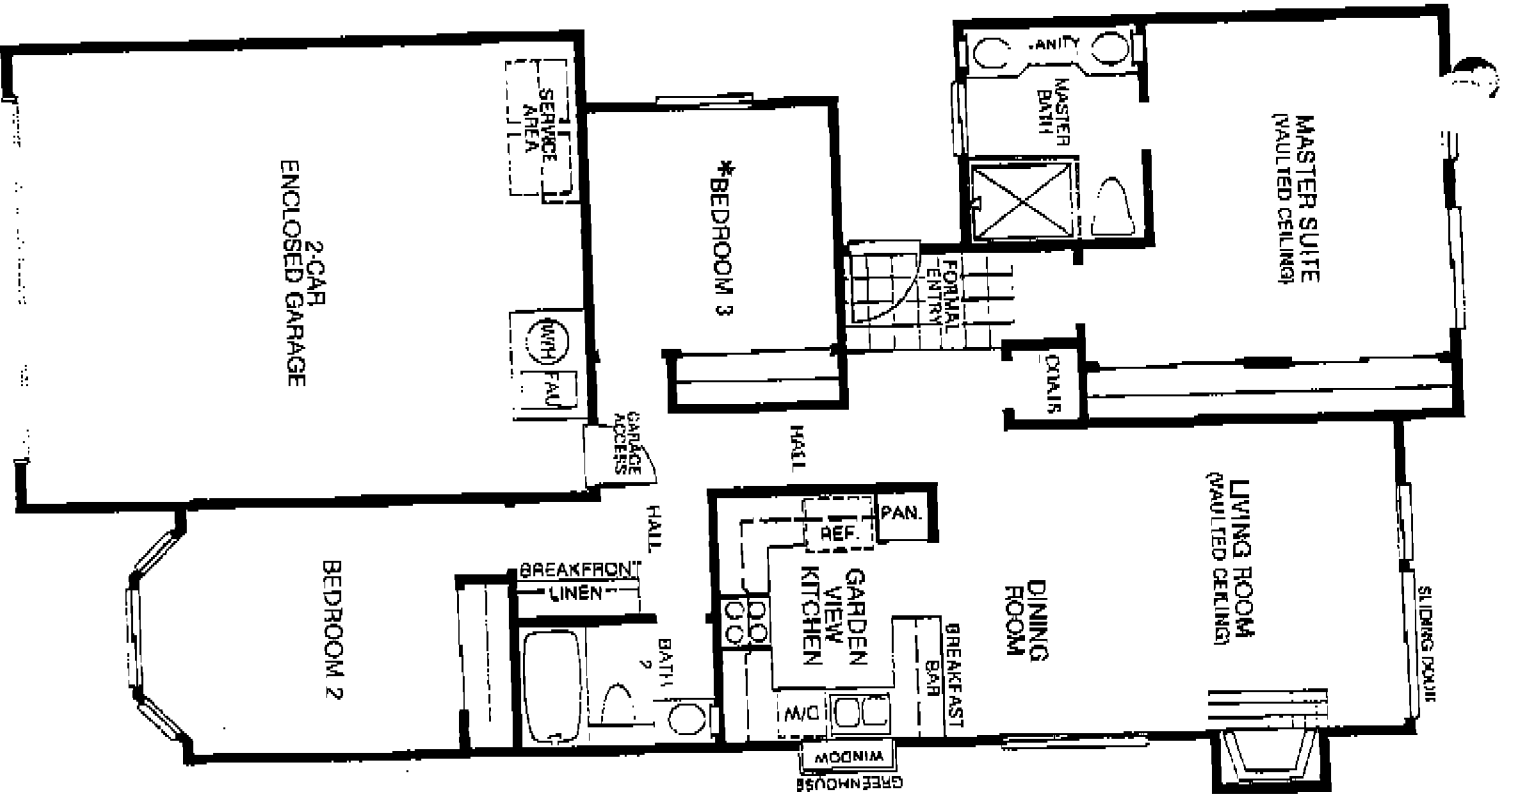 SERVICE
AREA
2-CAR
ENCLOSED GARAGE
W/H
FAU
GARAGE
ACCERS
*BEDROOM 3
FORMAL
ENTRY
ANITY
MASTER
BATH
MASTER SUITE
(VAULTED CEILING)
COATS
HALL
HALL
LIVING ROOM
(VAULTED CEILING)
SLIDING DOOR
DINING
ROOM
PAN.
REF.
GARDEN
VIEW
KITCHEN
BREAKFAST
BAR
D/W
WINDOW
GREENHOUSE
BREAKFRONT
LINEN
BATH
2
BEDROOM 2